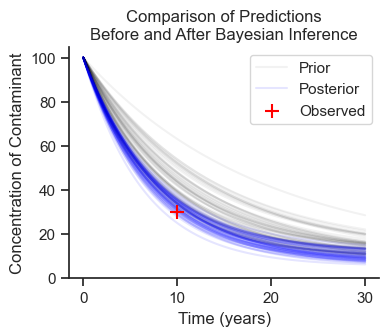 Comparison of Predictions
Before and After Bayesian Inference
Concentration of Contaminant
100
80
60
40
20
0
Prior
Posterior
Observed
0
10
20
30
Time (years)